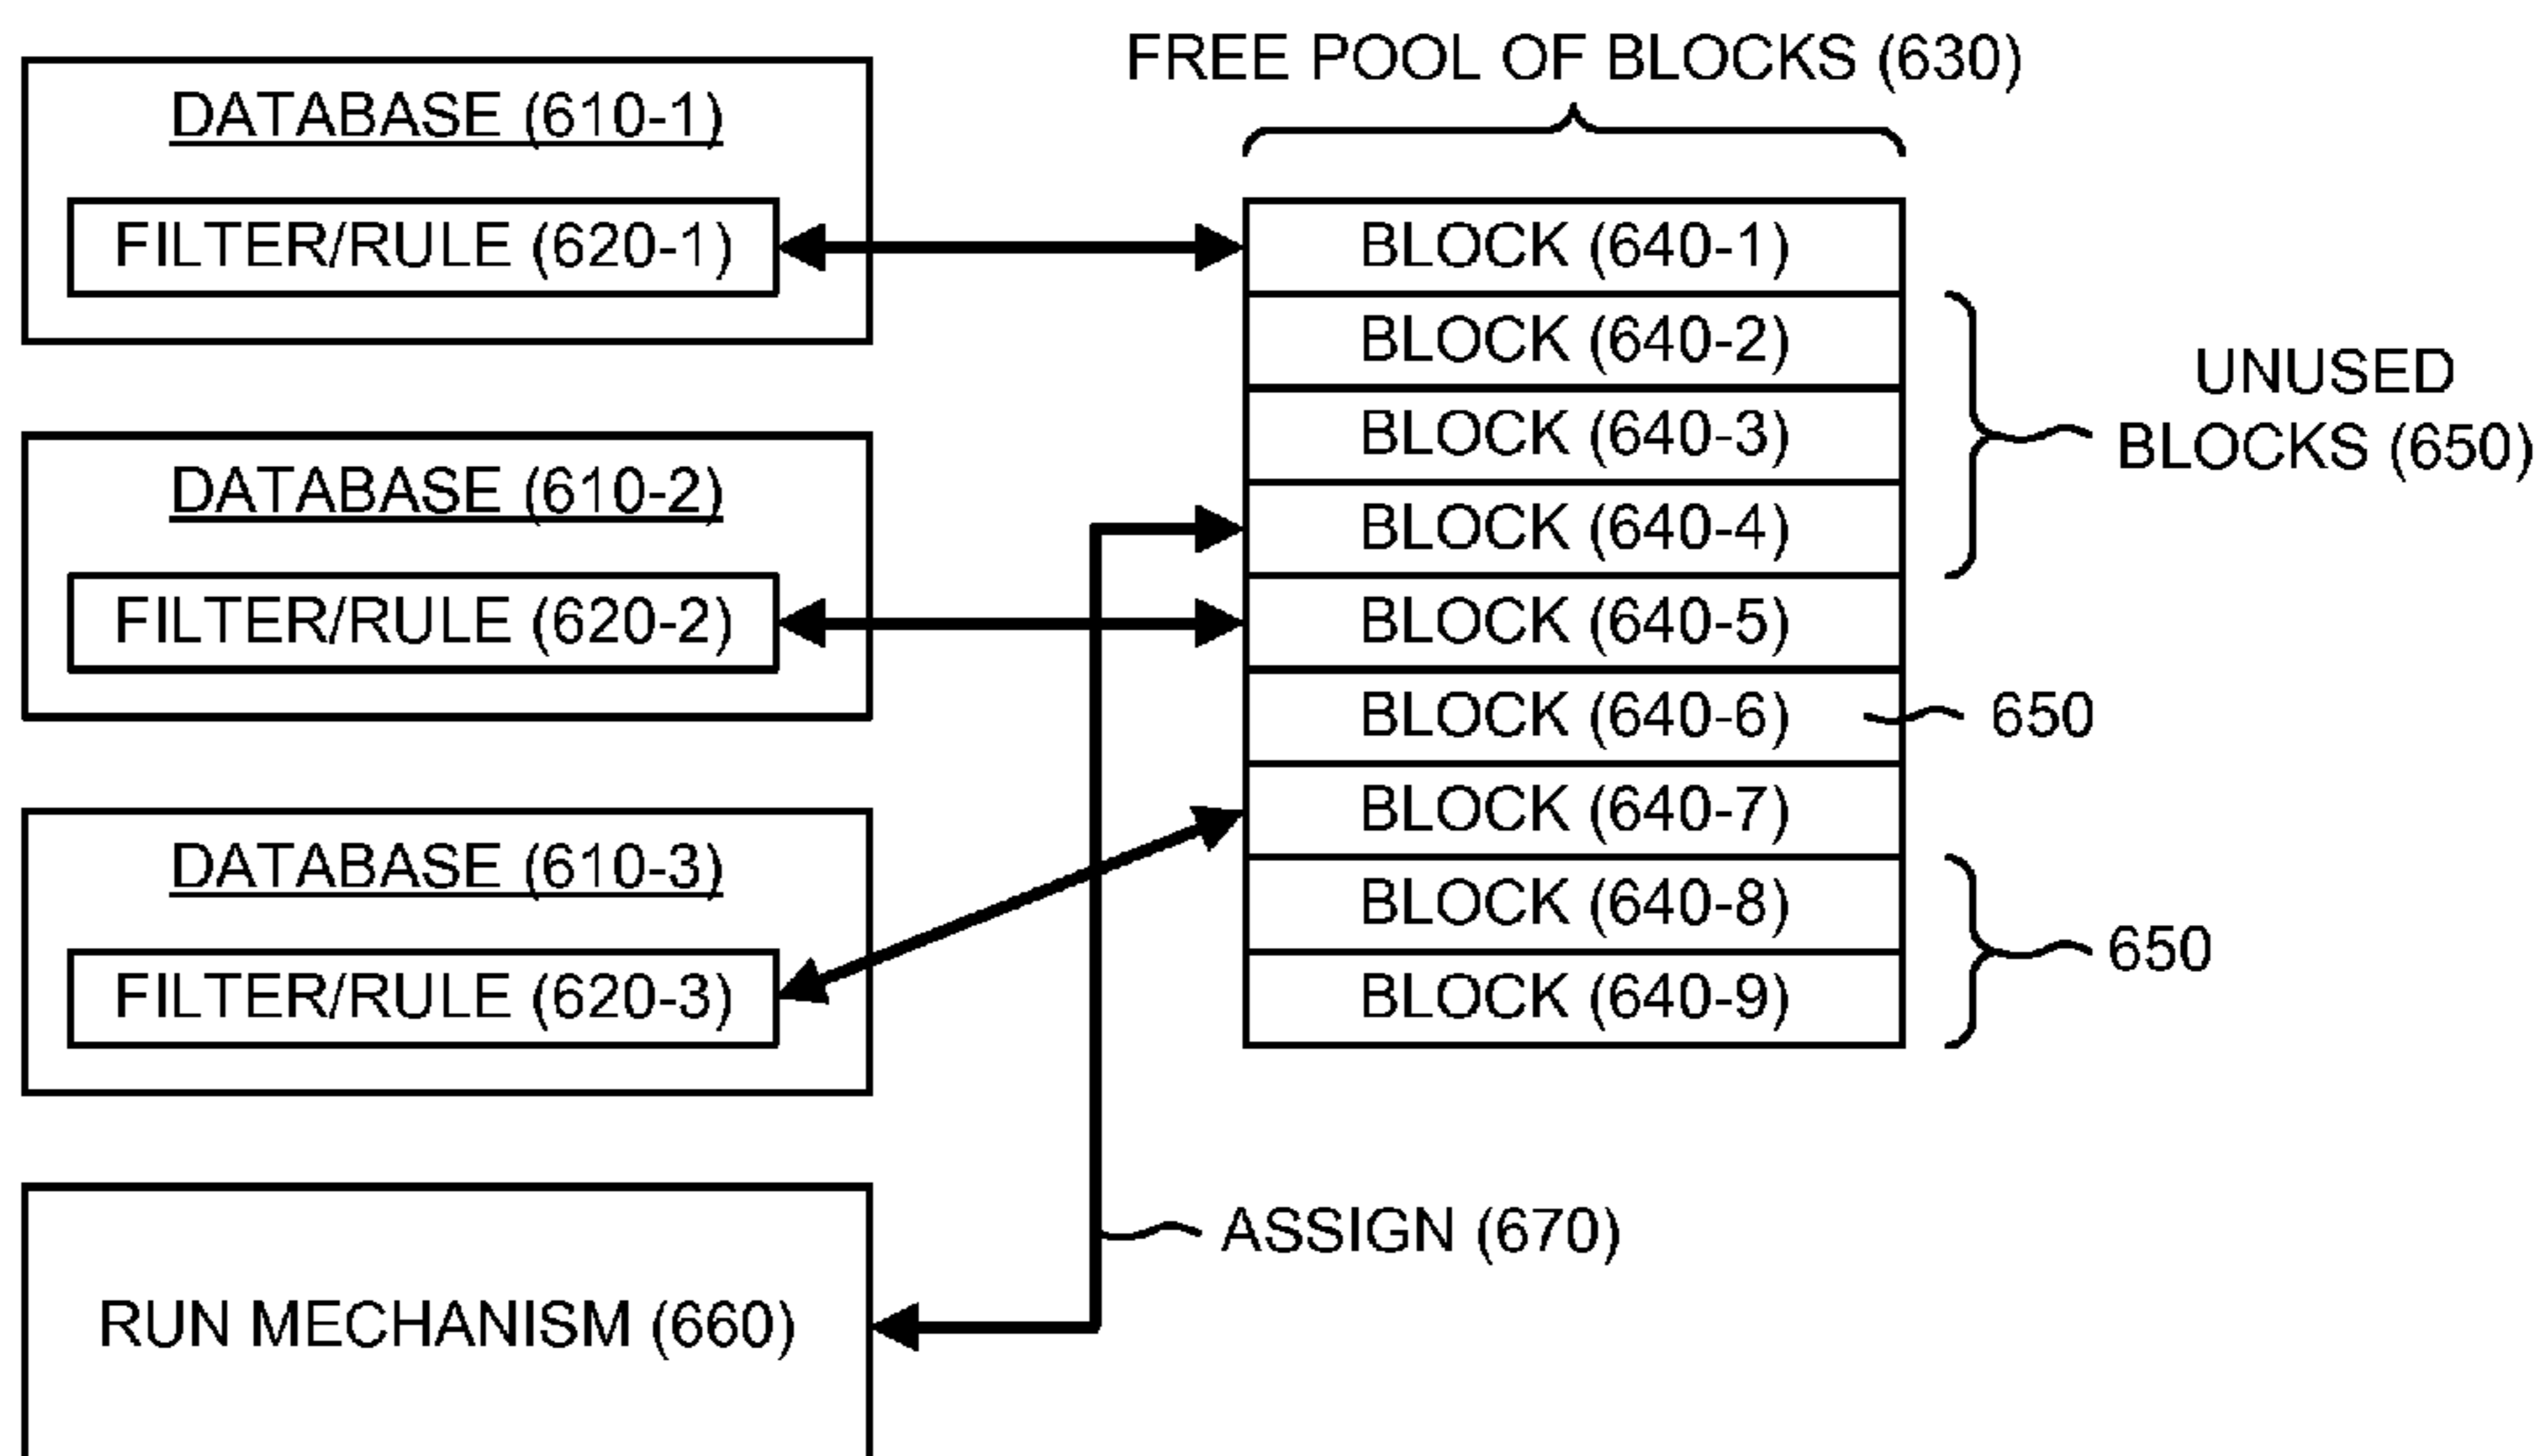 FREE POOL OF BLOCKS (630)
DATABASE (610-1)
FILTER/RULE (620-1)
DATABASE (610-2)
FILTER/RULE (620-2)
DATABASE (610-3)
FILTER/RULE (620-3)
RUN MECHANISM (660)
BLOCK (640-1)
BLOCK (640-2)
BLOCK (640-3)
BLOCK (640-4)
BLOCK (640-5)
BLOCK (640-6)
BLOCK (640-7)
BLOCK (640-8)
BLOCK (640-9)
UNUSED
BLOCKS (650)
650
650
ASSIGN (670)